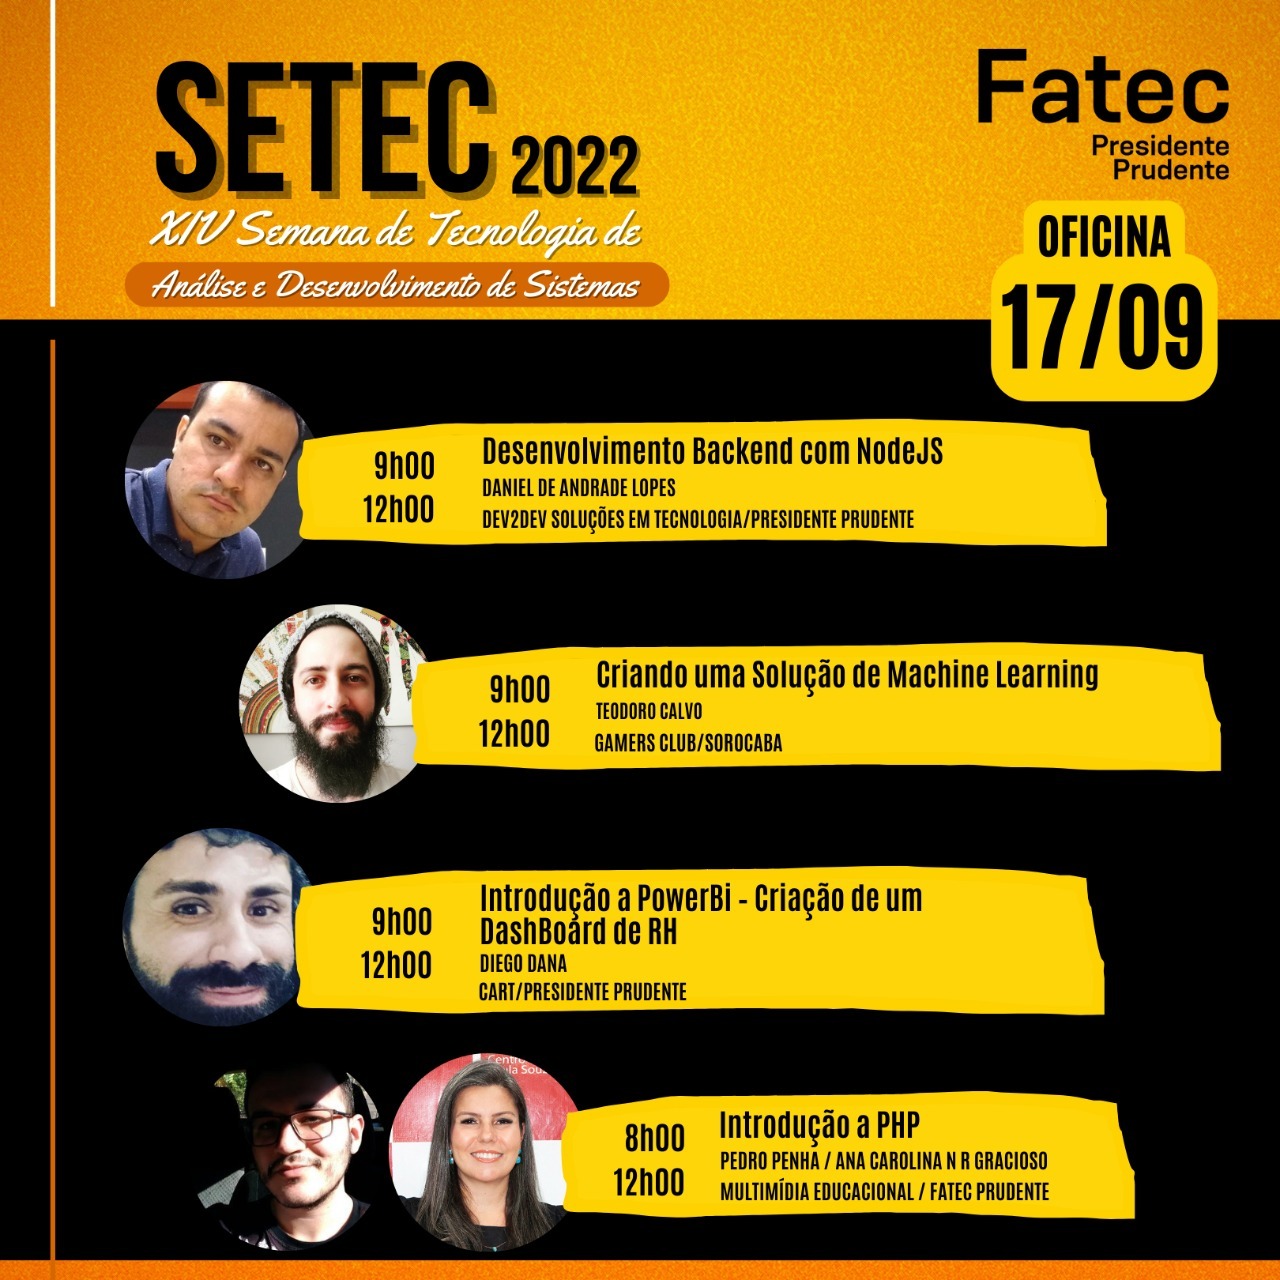 SETEC 2022
XIV Semana de Tecnologia de
Análise e Desenvolvimento de Sistemas
Fatec
Presidente
Prudente
OFICINA
17/09
9h00
12h00
Desenvolvimento Backend com NodeJS
DANIEL DE ANDRADE LOPES
DEV2DEV SOLUÇÕES EM TECNOLOGIA/PRESIDENTE PRUDENTE
9h00
12h00
Criando uma Solução de Machine Learning
TEODORO CALVO
GAMERS CLUB/SOROCABA
9h00
12h00
Introdução a PowerBi - Criação de um
DashBoard de RH
DIEGO DANA
CART/PRESIDENTE PRUDENTE
Centro
ula Souz
8h00
12h00
Introdução a PHP
PEDRO PENHA / ANA CAROLINA N R GRACIOSO
MULTIMÍDIA EDUCACIONAL / FATEC PRUDENTE